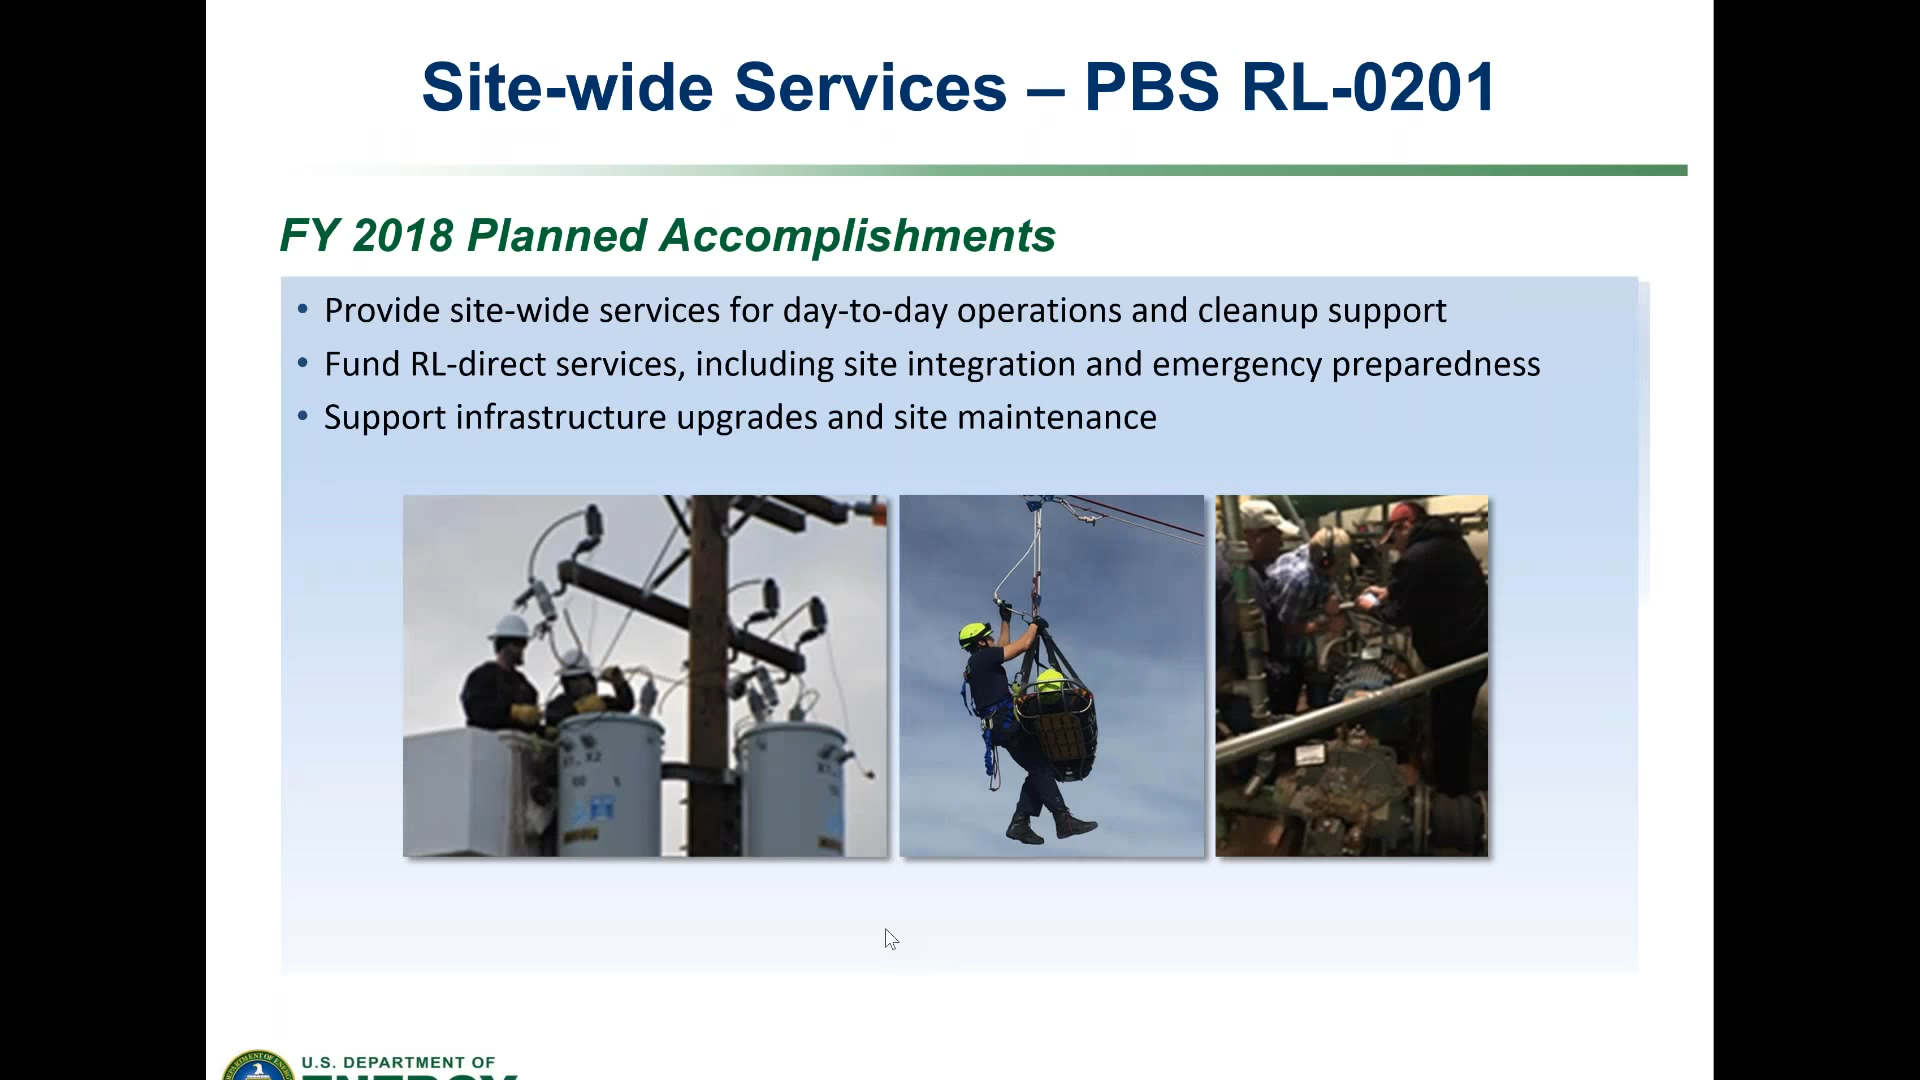 Site-wide Services – PBS RL-0201
FY 2018 Planned Accomplishments
• Provide site-wide services for day-to-day operations and cleanup support
• Fund RL-direct services, including site integration and emergency preparedness
• Support infrastructure upgrades and site maintenance
U.S. DEPARTMENT OF
ENERGY